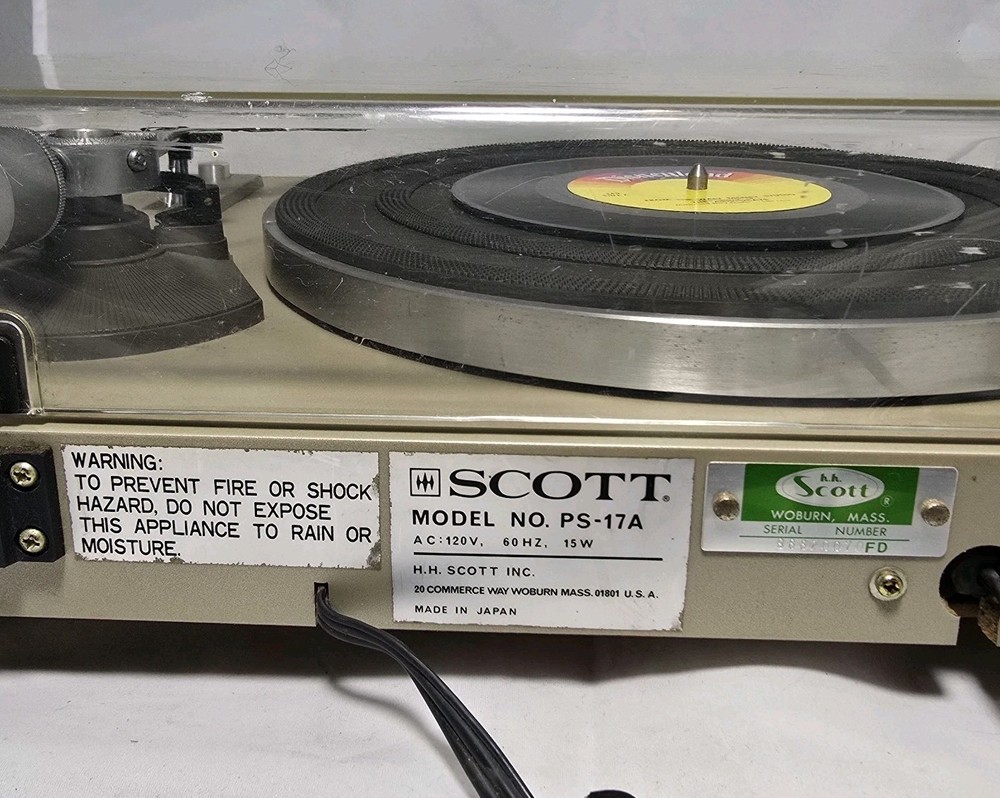 WARNING:
TO PREVENT FIRE OR SHOCK
HAZARD, DO NOT EXPOSE
THIS APPLIANCE TO RAIN OR
MOISTURE.
SCOTT®
MODEL NO. PS-17A
AC:120V, 60HZ, 15W
H.H. SCOTT INC.
20 COMMERCE WAY WOBURN MASS. 01801 U.S.A.
MADE IN JAPAN
h.h.
Scott ®
WOBURN, MASS.
SERIAL NUMBER
FD